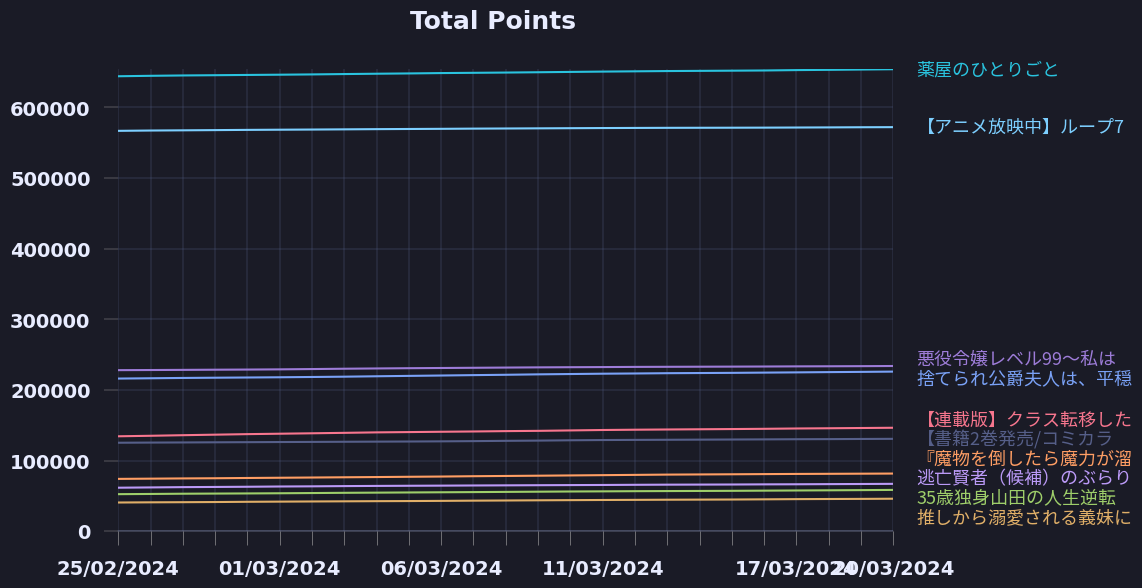 Total Points
薬屋のひとりごと
600000
【アニメ放映中】ループ7
500000
400000
300000
悪役令嬢レベル99～私は
捨てられ公爵夫人は、平穏
200000
【連載版】クラス転移した
【書籍2巻発売/コミカラ
100000
『魔物を倒したら魔力が溜
逃亡賢者（候補）のぶらり
35歳独身山田の人生逆転
推しから溺愛される義妹に
0
25/02/2024 01/03/2024 06/03/2024 11/03/2024 17/03/2024 20/03/2024